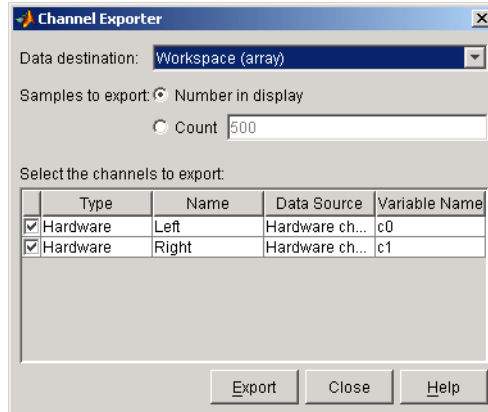 Channel Exporter
Data destination: Workspace (array)
Samples to export: Number in display
Count 500
Select the channels to export:
Type Name Data Source Variable Name
Hardware Left Hardware ch... c0
Hardware Right Hardware ch... c1
Export Close Help